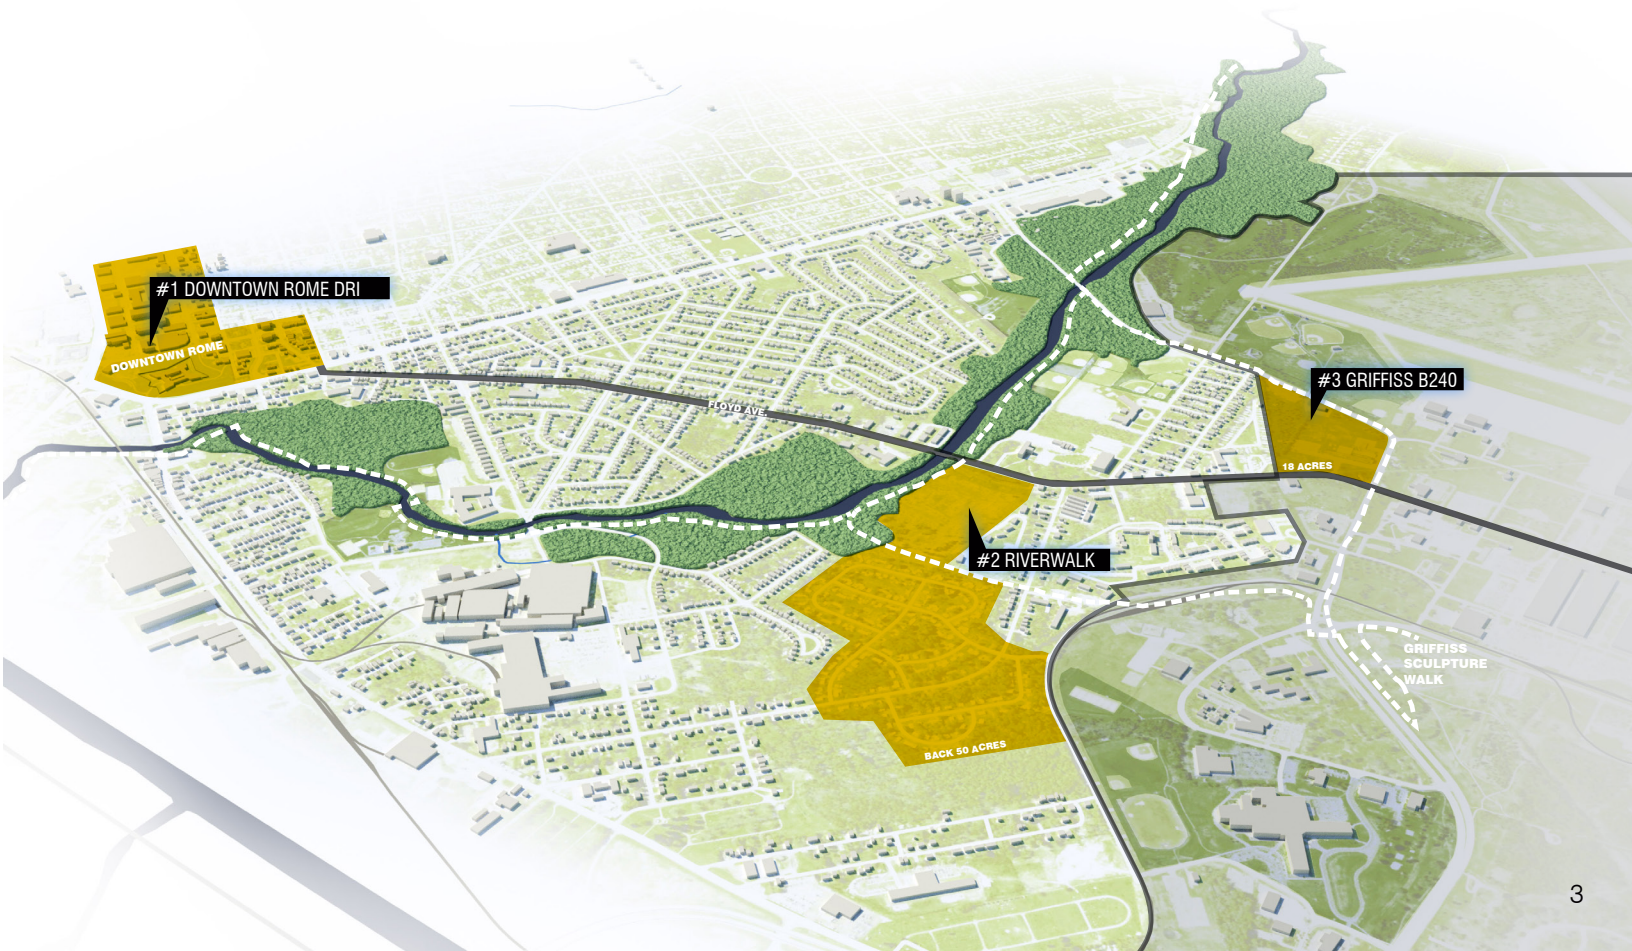 #1 DOWNTOWN ROME DRI
DOWNTOWN ROME
FLOYD AVE.
#3 GRIFFISS B240
18 ACRES
#2 RIVERWALK
GRIFFISS
SCULPTURE
WALK
BACK 50 ACRES
3